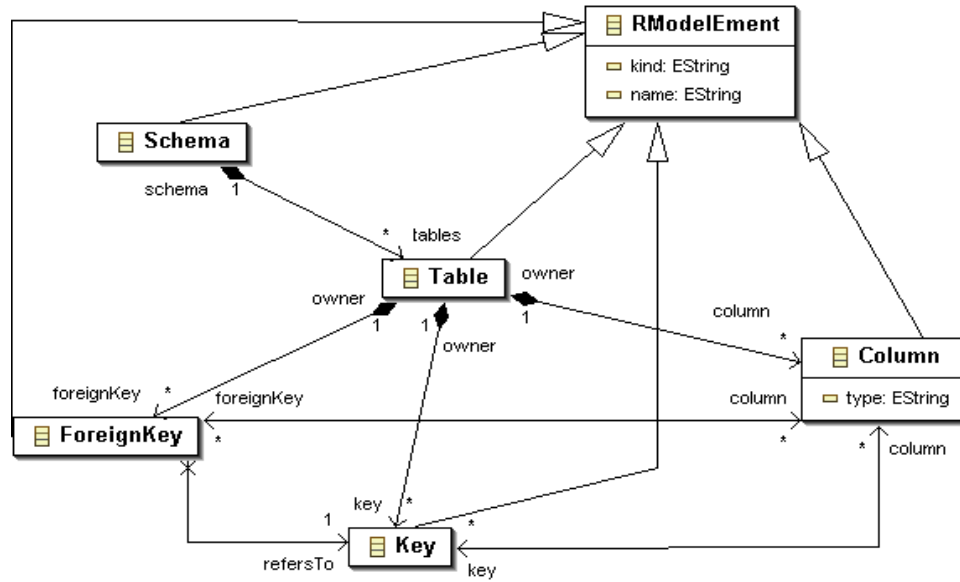 RModelEment
kind: EString
name: EString
Schema
schema
1
*
tables
Table
owner
owner
1
1
1
owner
column
*
Column
type: EString
foreignKey
*
foreignKey
column
*
*
ForeignKey
*
column
key
*
1
*
Key
refersTo
key